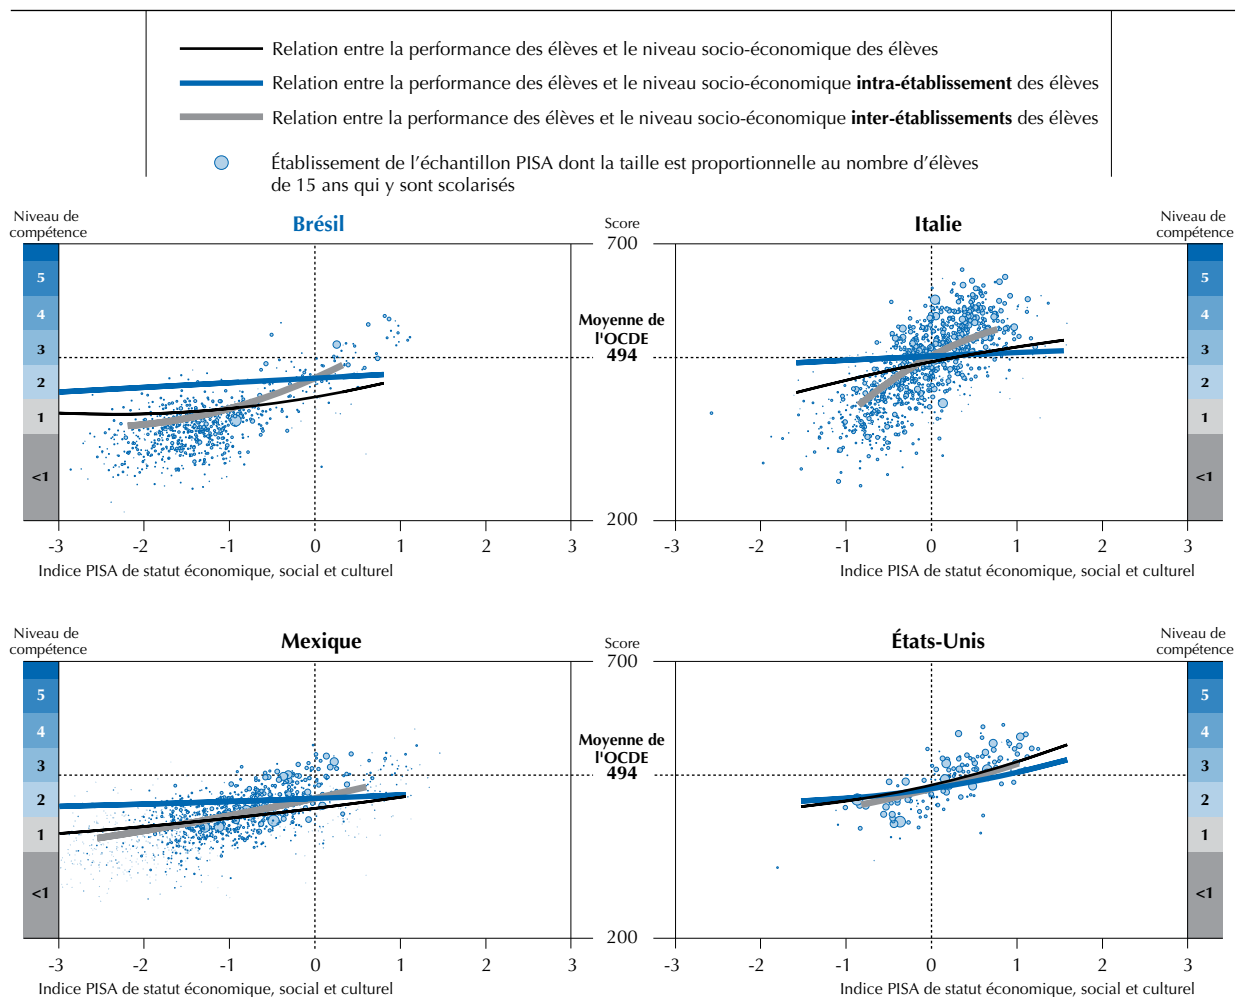 Relation entre la performance des élèves et le niveau socio-économique des élèves
Relation entre la performance des élèves et le niveau socio-économique intra-établissement des élèves
Relation entre la performance des élèves et le niveau socio-économique inter-établissements des élèves
Établissement de l'échantillon PISA dont la taille est proportionnelle au nombre d'élèves
de 15 ans qui y sont scolarisés
Niveau de
compétence
Brésil
Score
Italie
Niveau de
compétence
700
5
4
3
2
1
<1
Moyenne de
l'OCDE
494
200
5
4
3
2
1
<1
-3 -2 -1 0 1 2 3
-3 -2 -1 0 1 2 3
Indice PISA de statut économique, social et culturel
Indice PISA de statut économique, social et culturel
Niveau de
compétence
Mexique
Score
États-Unis
Niveau de
compétence
700
5
4
3
2
1
<1
Moyenne de
l'OCDE
494
200
5
4
3
2
1
<1
-3 -2 -1 0 1 2 3
-3 -2 -1 0 1 2 3
Indice PISA de statut économique, social et culturel
Indice PISA de statut économique, social et culturel